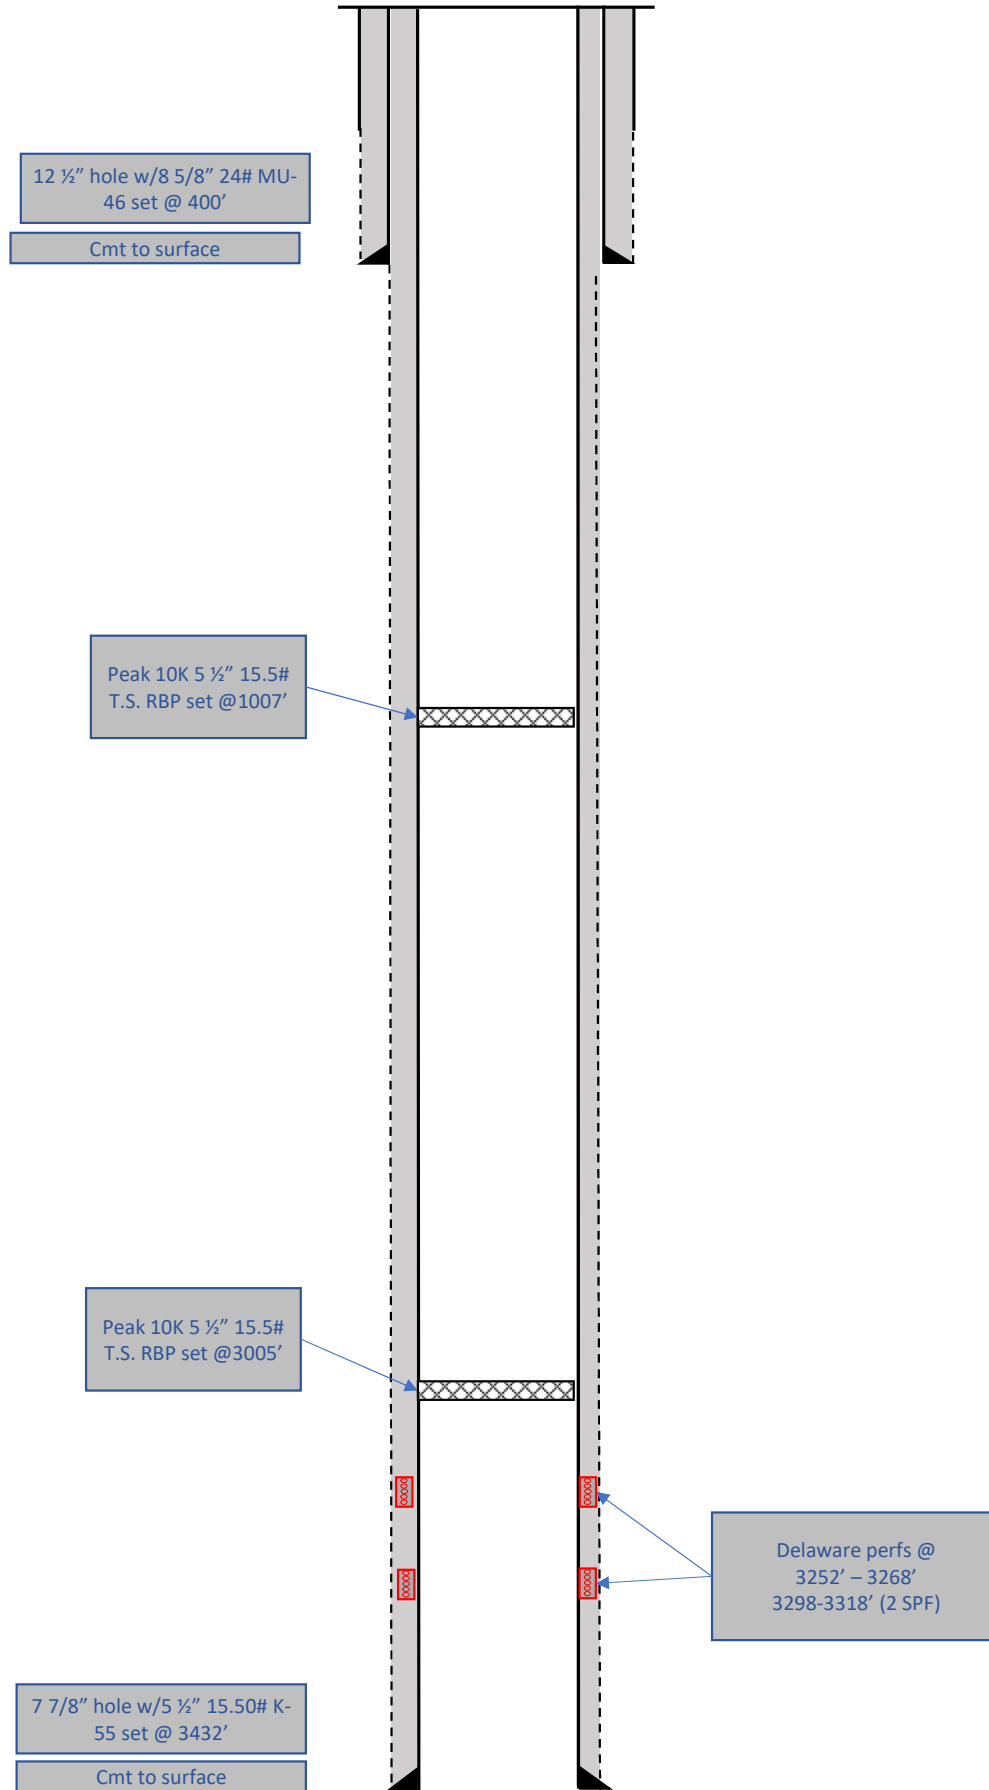 12 ½” hole w/8 5/8” 24# MU-
46 set @ 400’
Cmt to surface
Peak 10K 5 ½” 15.5#
T.S. RBP set @1007’
Peak 10K 5 ½” 15.5#
T.S. RBP set @3005’
Delaware perfs @
3252’ – 3268’
3298-3318’ (2 SPF)
7 7/8” hole w/5 ½” 15.50# K-
55 set @ 3432’
Cmt to surface